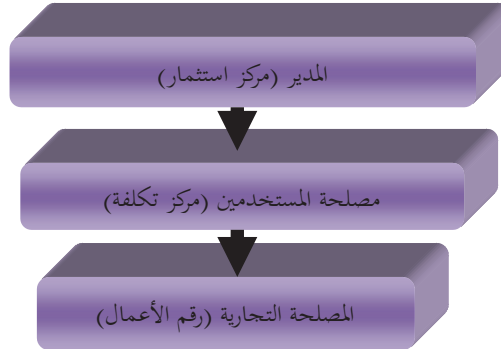 المدير (مركز استثمار)
مصلحة المستخدمين (مركز تكلفة)
المصلحة التجارية (رقم الأعمال)